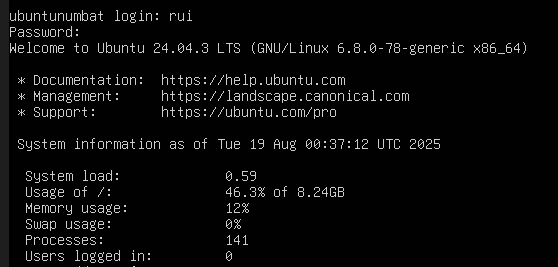 ubuntunumbat login: rui
Password:
Welcome to Ubuntu 24.04.3 LTS (GNU/Linux 6.8.0-78-generic x86_64)
* Documentation:  https://help.ubuntu.com
* Management:     https://landscape.canonical.com
* Support:        https://ubuntu.com/pro
System information as of Tue 19 Aug 00:37:12 UTC 2025
System load:             0.59
Usage of /:              46.3% of 8.24GB
Memory usage:            12%
Swap usage:              0%
Processes:               141
Users logged in:         0